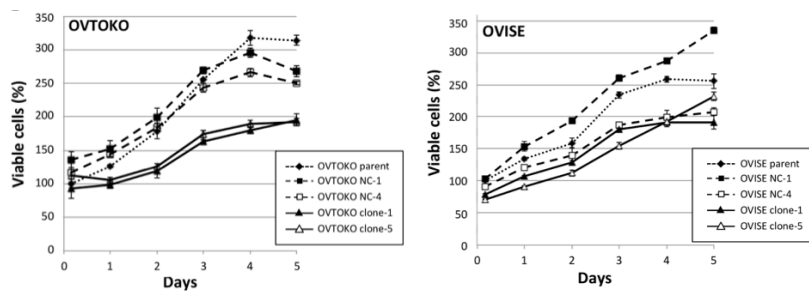 OVTOKO
Viable cells (%)
350
300
250
200
150
100
50
0
0 1 2 3 4 5
Days
OVTOKO parent
OVTOKO NC-1
OVTOKO NC-4
OVTOKO clone-1
OVTOKO clone-5
OVISE
Viable cells (%)
350
300
250
200
150
100
50
0
0 1 2 3 4 5
Days
OVISE parent
OVISE NC-1
OVISE NC-4
OVISE clone-1
OVISE clone-5